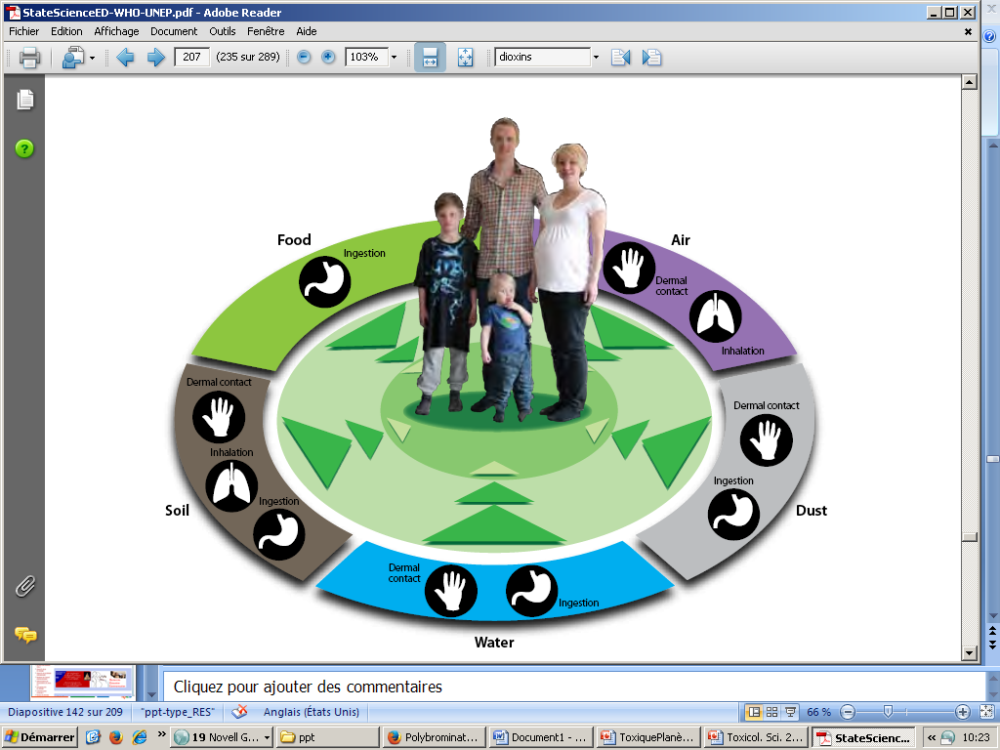 StateScienceED-WHO-UNEP.pdf - Adobe Reader
Fichier Edition Affichage Document Outils Fenêtre Aide
207 (235 sur 289) 103% dioxins
Food
Ingestion
Air
Dermal
contact
Inhalation
Dermal contact
Inhalation
Ingestion
Soil
Dermal contact
Ingestion
Dust
Dermal
contact
Ingestion
Water
Cliquez pour ajouter des commentaires
Diapositive 142 sur 209 "ppt-type_RES" Anglais (États Unis) 66 %
Démarrer » 19 Novell G... ppt Polybrominat... Document1 - ... ToxiquePlanè... Toxicol. Sci. 2... StateScienc... « 10:23